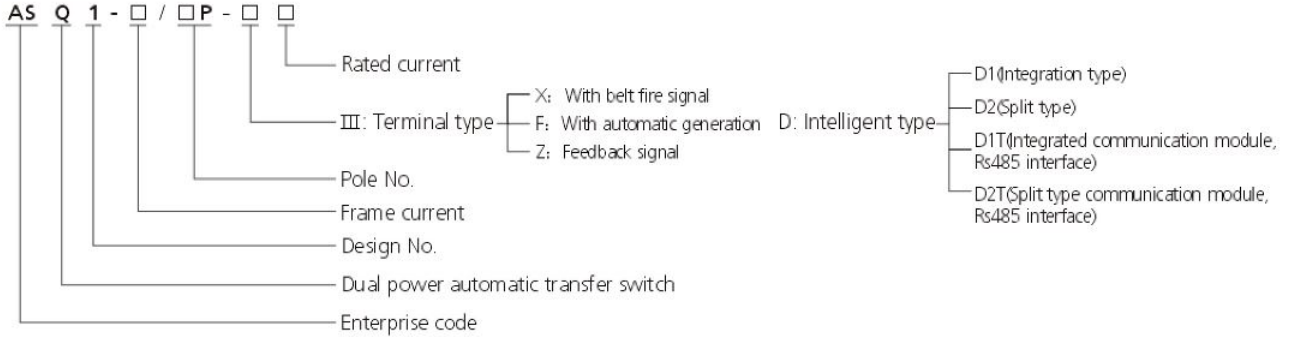 AS Q 1 - □ / □ P - □ □
Rated current
III: Terminal type
X: With belt fire signal
F: With automatic generation
Z: Feedback signal
D: Intelligent type
D1(Integration type)
D2(Split type)
D1T(Integrated communication module,
Rs485 interface)
D2T(Split type communication module,
Rs485 interface)
Pole No.
Frame current
Design No.
Dual power automatic transfer switch
Enterprise code